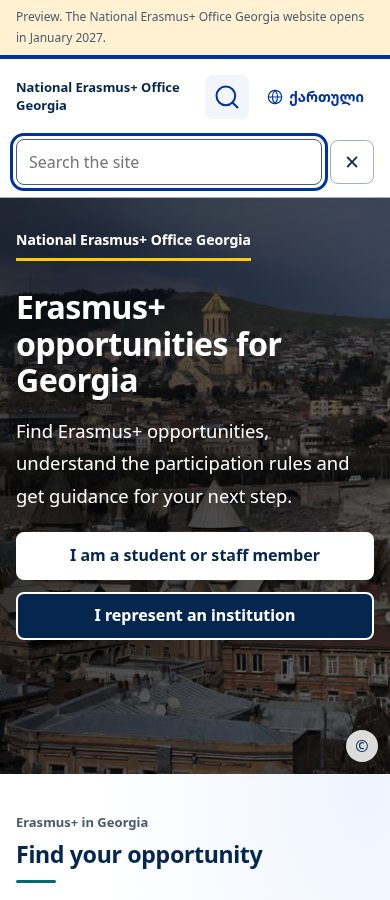 Preview. The National Erasmus+ Office Georgia website opens
in January 2027.
National Erasmus+ Office
Georgia
ქართული
Search the site
National Erasmus+ Office Georgia
Erasmus+
opportunities for
Georgia
Find Erasmus+ opportunities,
understand the participation rules and
get guidance for your next step.
I am a student or staff member
I represent an institution
©
Erasmus+ in Georgia
Find your opportunity